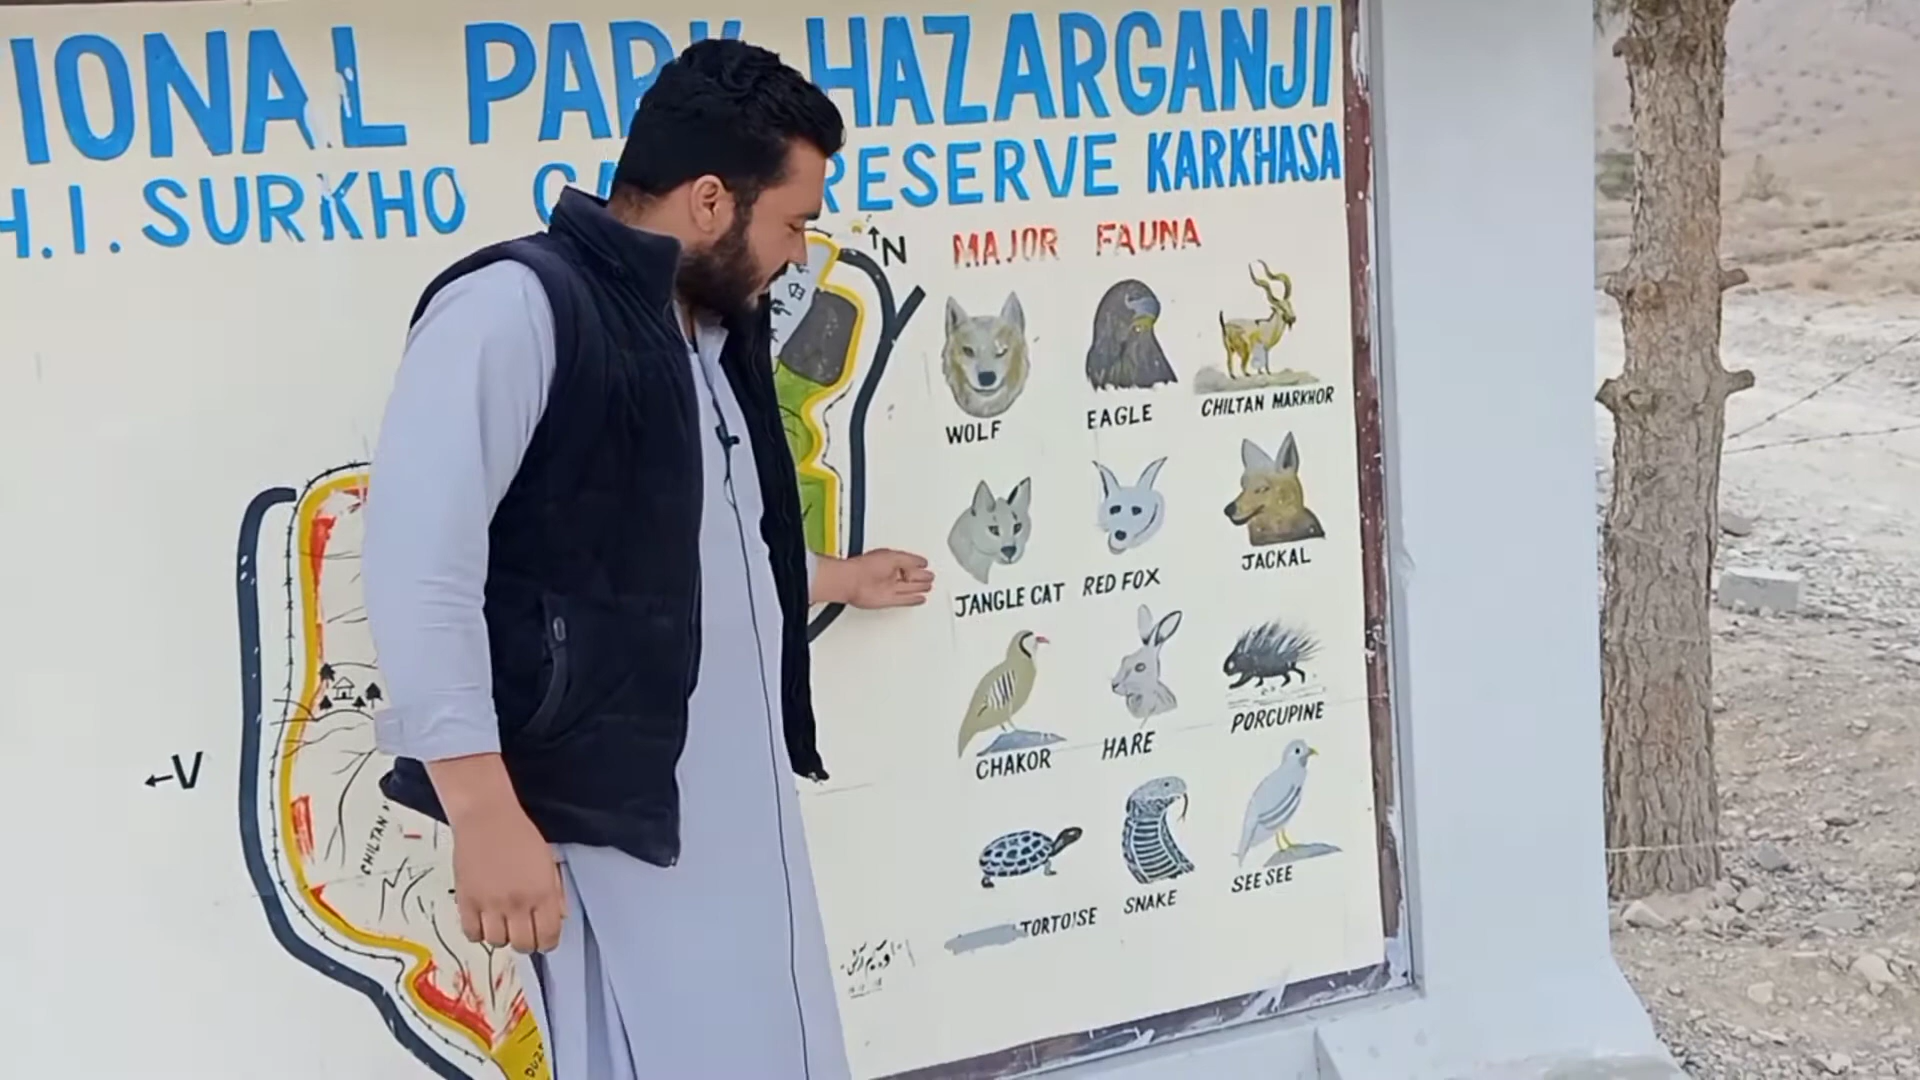 IONAL PARK HAZARGANJI
H.I. SURKHO GA RESERVE KARKHASA
N
MAJOR FAUNA
WOLF EAGLE CHILTAN MARKHOR
JANGLE CAT RED FOX JACKAL
CHAKOR HARE PORCUPINE
TORTOISE SNAKE SEE SEE
←V
CHILTAN